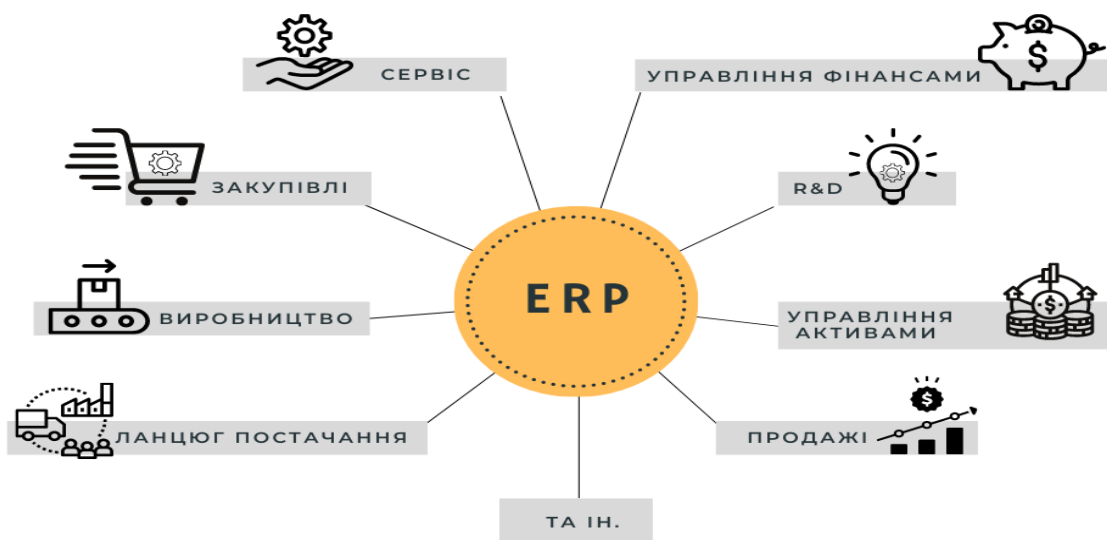 СЕРВІС
УПРАВЛІННЯ ФІНАНСАМИ
$
ЗАКУПІВЛІ
R&D
ERP
ВИРОБНИЦТВО
УПРАВЛІННЯ
АКТИВАМИ
$
ЛАНЦЮГ ПОСТАЧАННЯ
ПРОДАЖІ
$
ТА ІН.